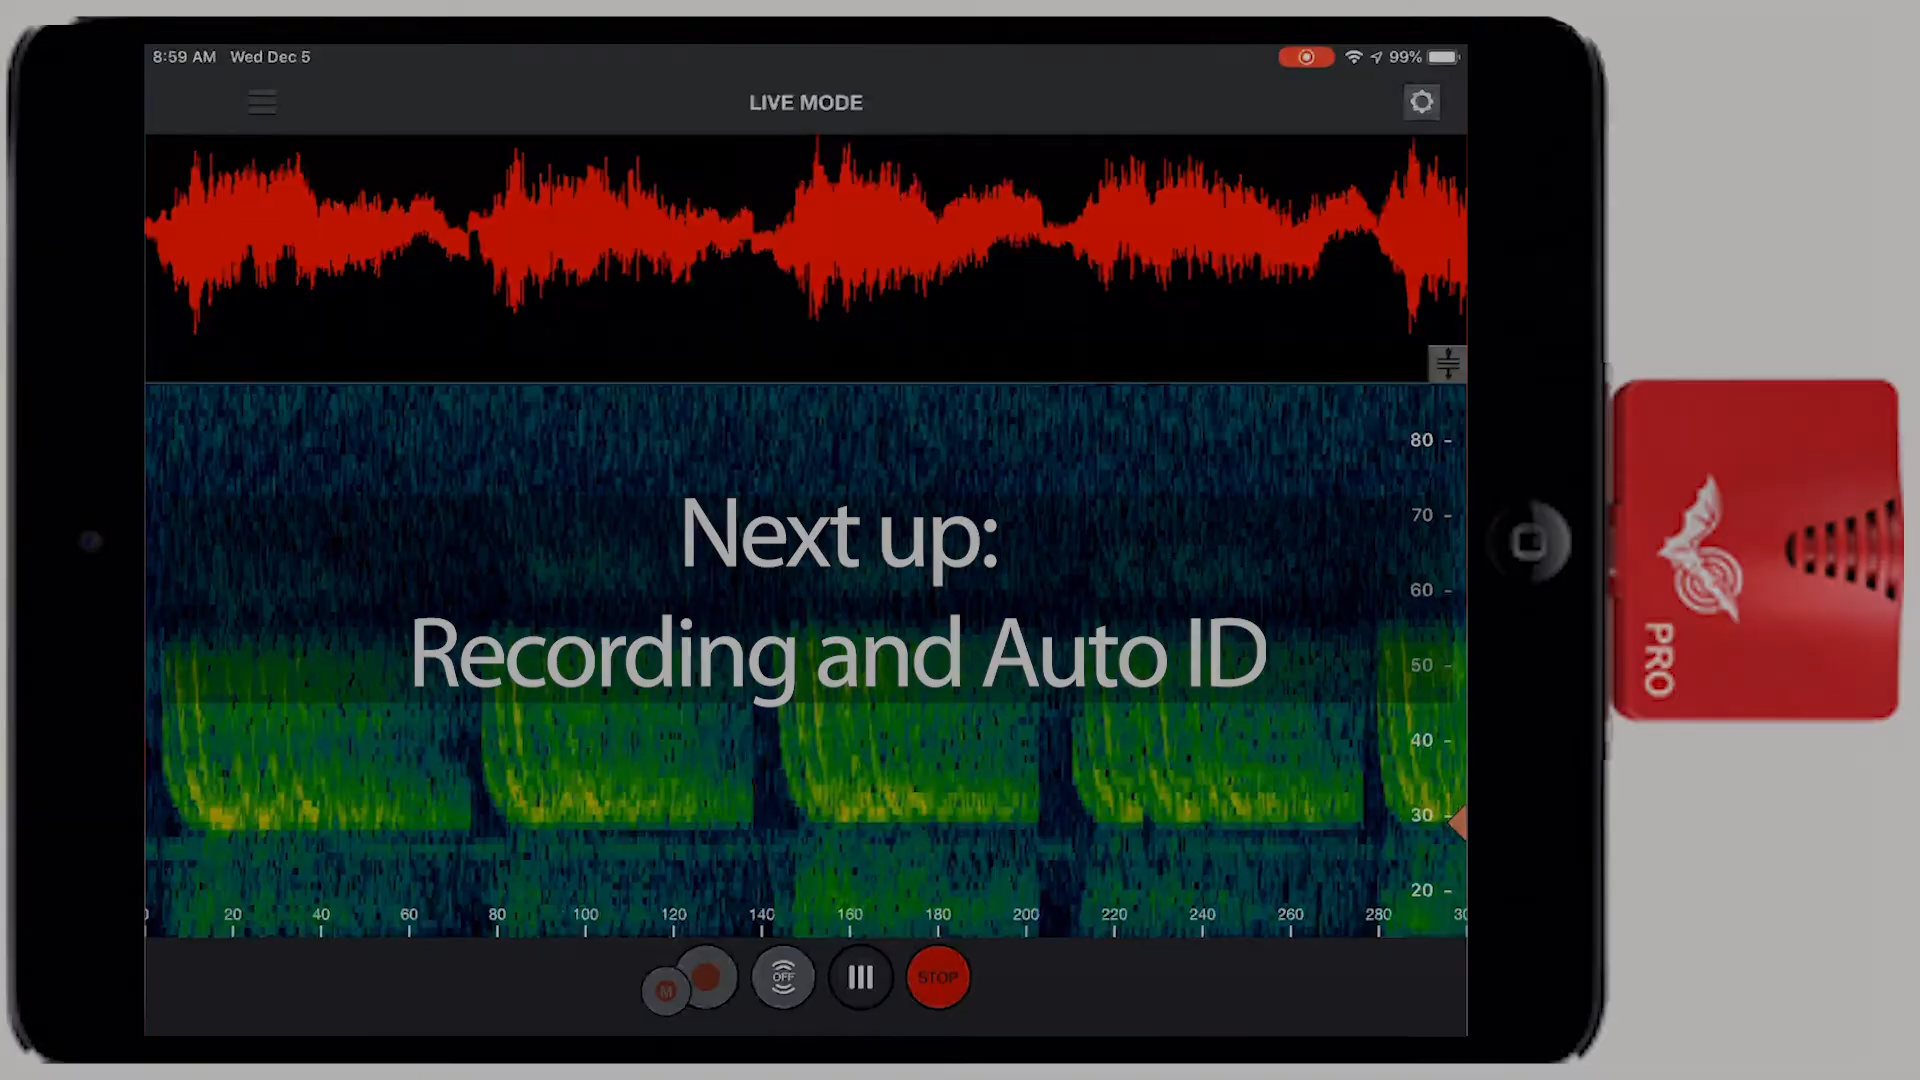 8:59 AM Wed Dec 5
99%
LIVE MODE
80
70
60
50
40
30
20
Next up:
Recording and Auto ID
20 40 60 80 100 120 140 160 180 200 220 240 260 280
M
OFF
STOP
PRO